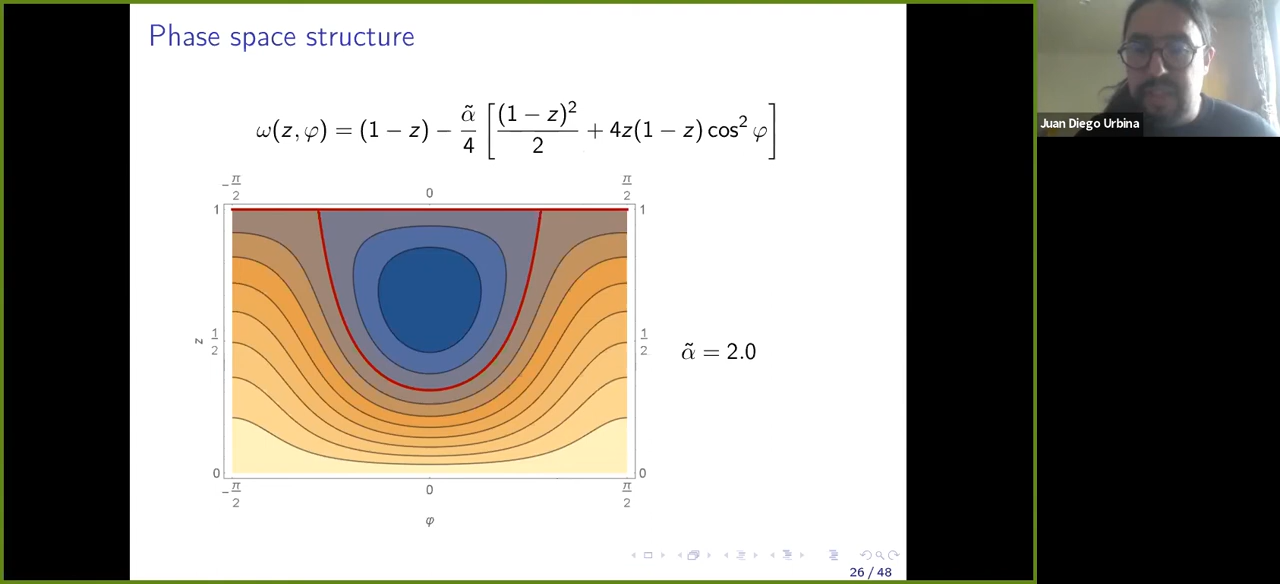 Phase space structure
ω(z, φ) = (1 − z) − α̃/4 [(1 − z)²/2 + 4z(1 − z) cos² φ]
−π/2 0 π/2
1 1
z 1/2 1/2
α̃ = 2.0
0 0
−π/2 0 π/2
φ
26 / 48
Juan Diego Urbina